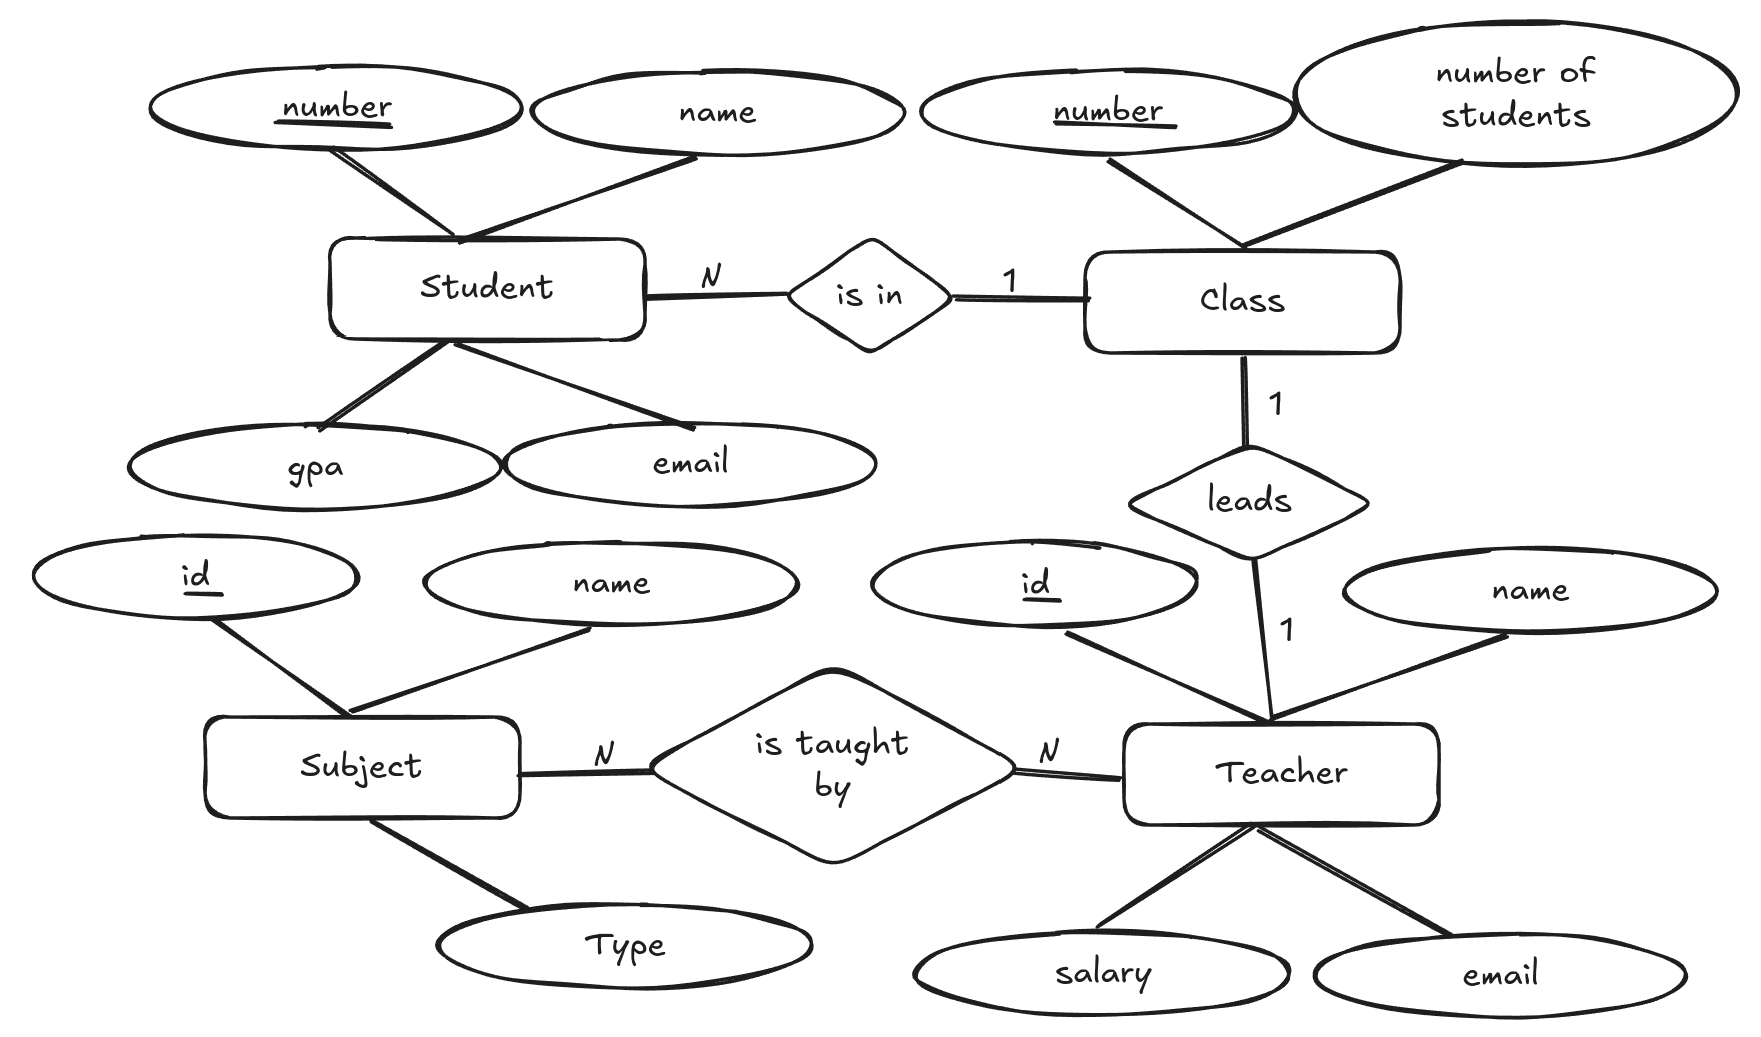 number
name
number
number of
students
Student
N
is in
1
Class
1
gpa
email
leads
id
name
id
1
name
Subject
N
is taught
by
N
Teacher
Type
salary
email